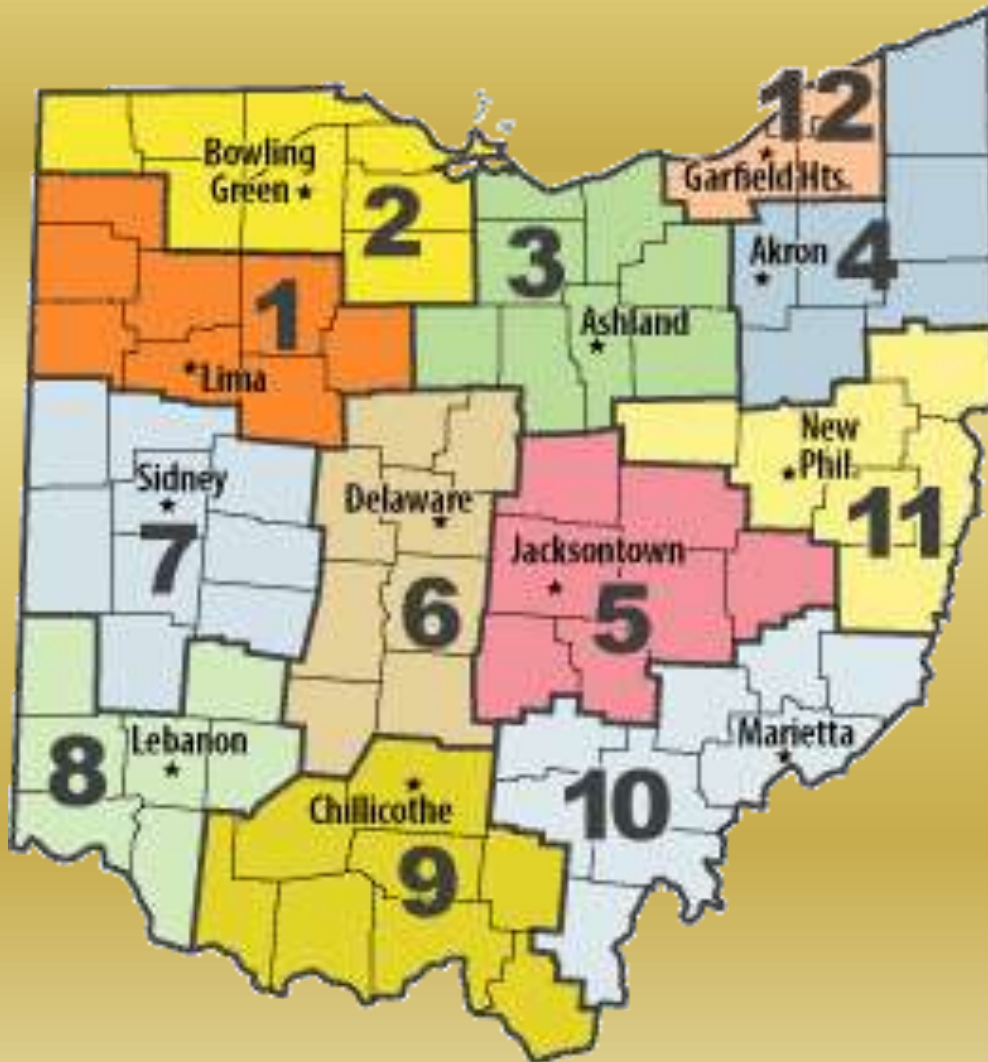 12
Garfield Hts.
Bowling
Green
2
3
Akron
4
1
Ashland
Lima
New
Phil.
Sidney
Delaware
11
7
Jacksontown
6
5
Marietta
Lebanon
8
10
Chillicothe
9